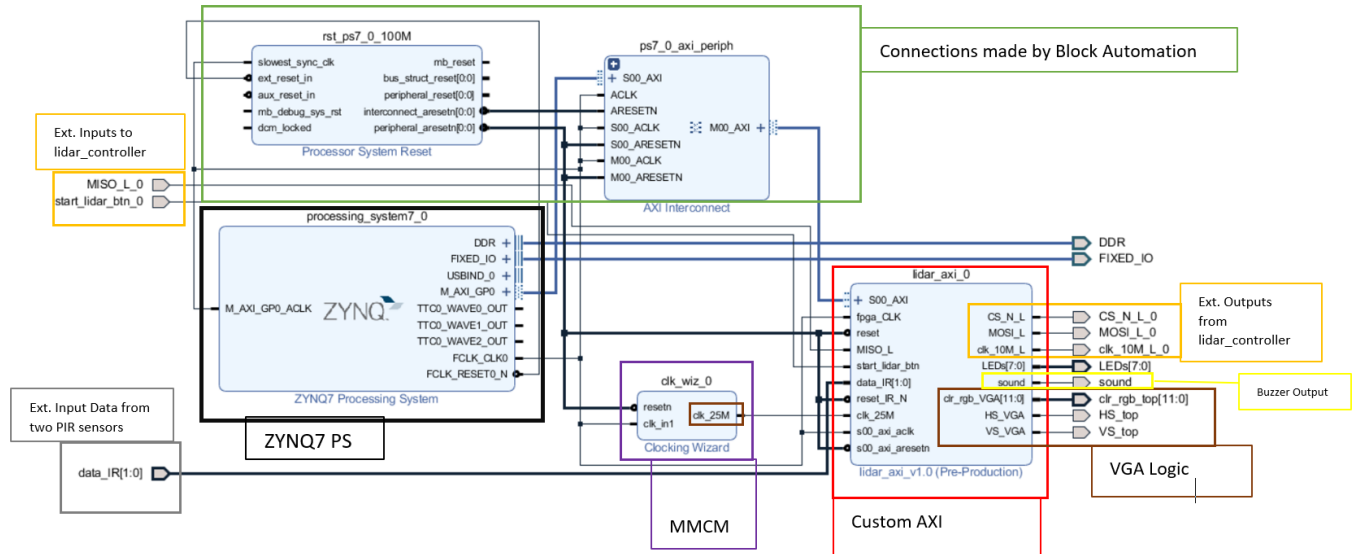 rst_ps7_0_100M
slowest_sync_clk
ext_reset_in
aux_reset_in
mb_debug_sys_rst
dcm_locked
mb_reset
bus_struct_reset[0:0]
peripheral_reset[0:0]
interconnect_aresetn[0:0]
peripheral_aresetn[0:0]
Processor System Reset
ps7_0_axi_periph
S00_AXI
ACLK
ARESETN
S00_ACLK
S00_ARESETN
M00_ACLK
M00_ARESETN
M00_AXI
AXI Interconnect
Connections made by Block Automation
Ext. Inputs to
lidar_controller
MISO_L_0
start_lidar_btn_0
processing_system7_0
M_AXI_GP0_ACLK
ZYNQ
DDR
FIXED_IO
USBIND_0
M_AXI_GP0
TTC0_WAVE0_OUT
TTC0_WAVE1_OUT
TTC0_WAVE2_OUT
FCLK_CLK0
FCLK_RESET0_N
ZYNQ7 Processing System
ZYNQ7 PS
DDR
FIXED_IO
Ext. Input Data from
two PIR sensors
data_IR[1:0]
clk_wiz_0
resetn
clk_in1
clk_25M
Clocking Wizard
MMCM
lidar_axi_0
S00_AXI
fpga_CLK
reset
MISO_L
start_lidar_btn
data_IR[1:0]
reset_IR_N
clk_25M
s00_axi_aclk
s00_axi_aresetn
CS_N_L
MOSI_L
clk_10M_L
LEDs[7:0]
sound
clr_rgb_VGA[11:0]
HS_VGA
VS_VGA
lidar_axi_v1.0 (Pre-Production)
Custom AXI
CS_N_L_0
MOSI_L_0
clk_10M_L_0
LEDs[7:0]
sound
clr_rgb_top[11:0]
HS_top
VS_top
Ext. Outputs
from
lidar_controller
Buzzer Output
VGA Logic